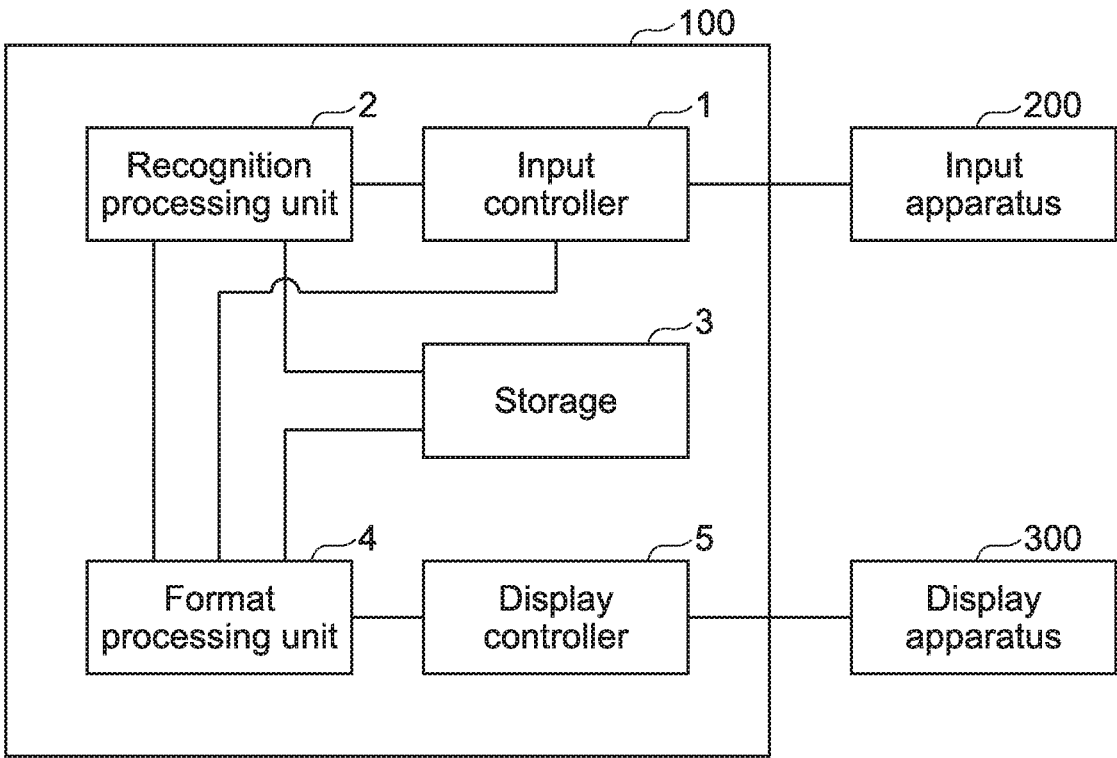 100
2
1
200
Recognition
processing unit
Input
controller
Input
apparatus
3
Storage
4
5
300
Format
processing unit
Display
controller
Display
apparatus